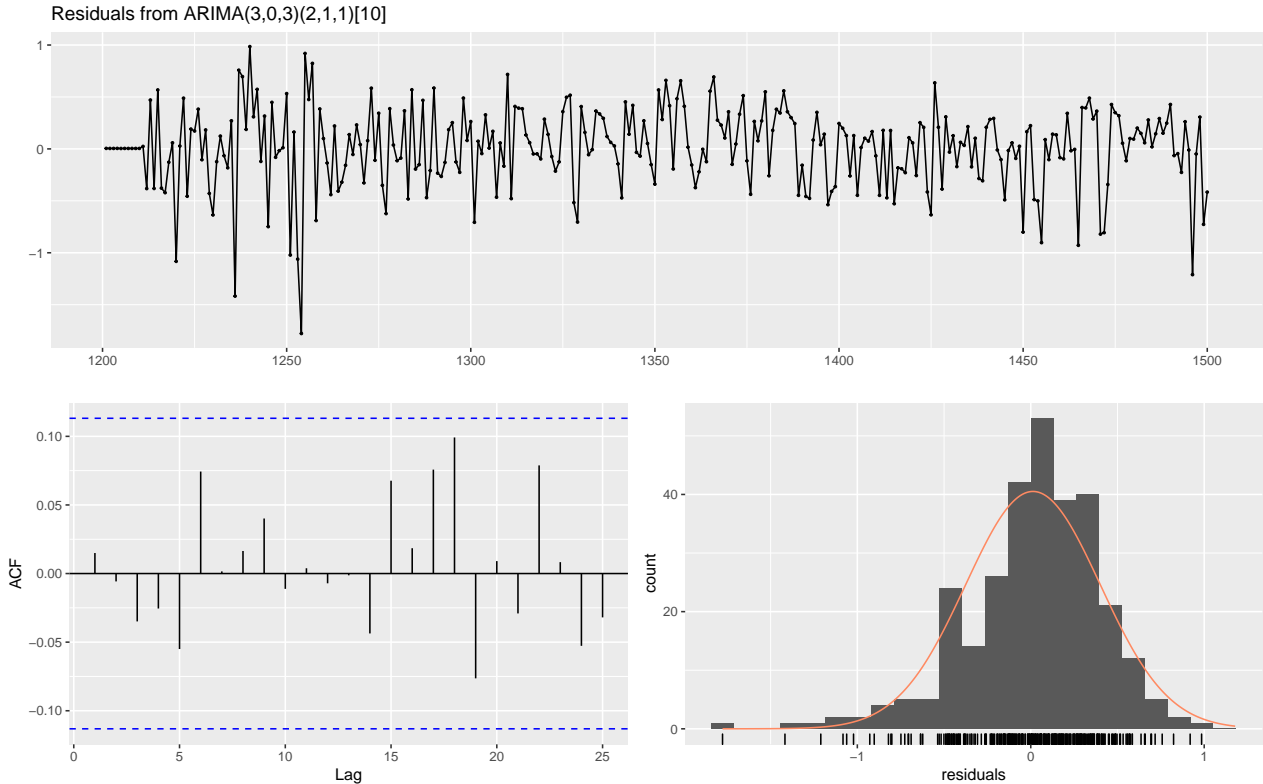 Residuals from ARIMA(3,0,3)(2,1,1)[10]
1
0
−1
1200 1250 1300 1350 1400 1450 1500
0.10
0.05
0.00
−0.05
−0.10
ACF
0 5 10 15 20 25
Lag
40
20
0
count
−1 0 1
residuals